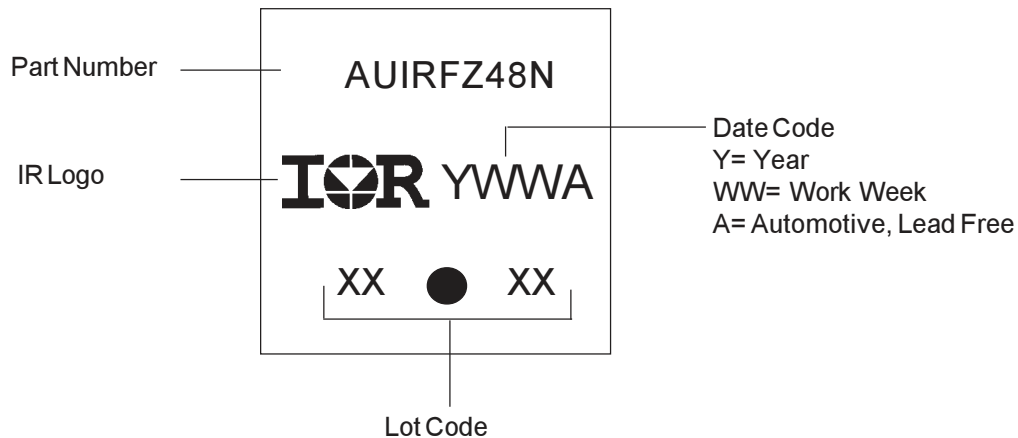 Part Number
AUIRFZ48N
IR Logo
IOR YWWA
Date Code
Y= Year
WW= Work Week
A= Automotive, Lead Free
XX ● XX
Lot Code